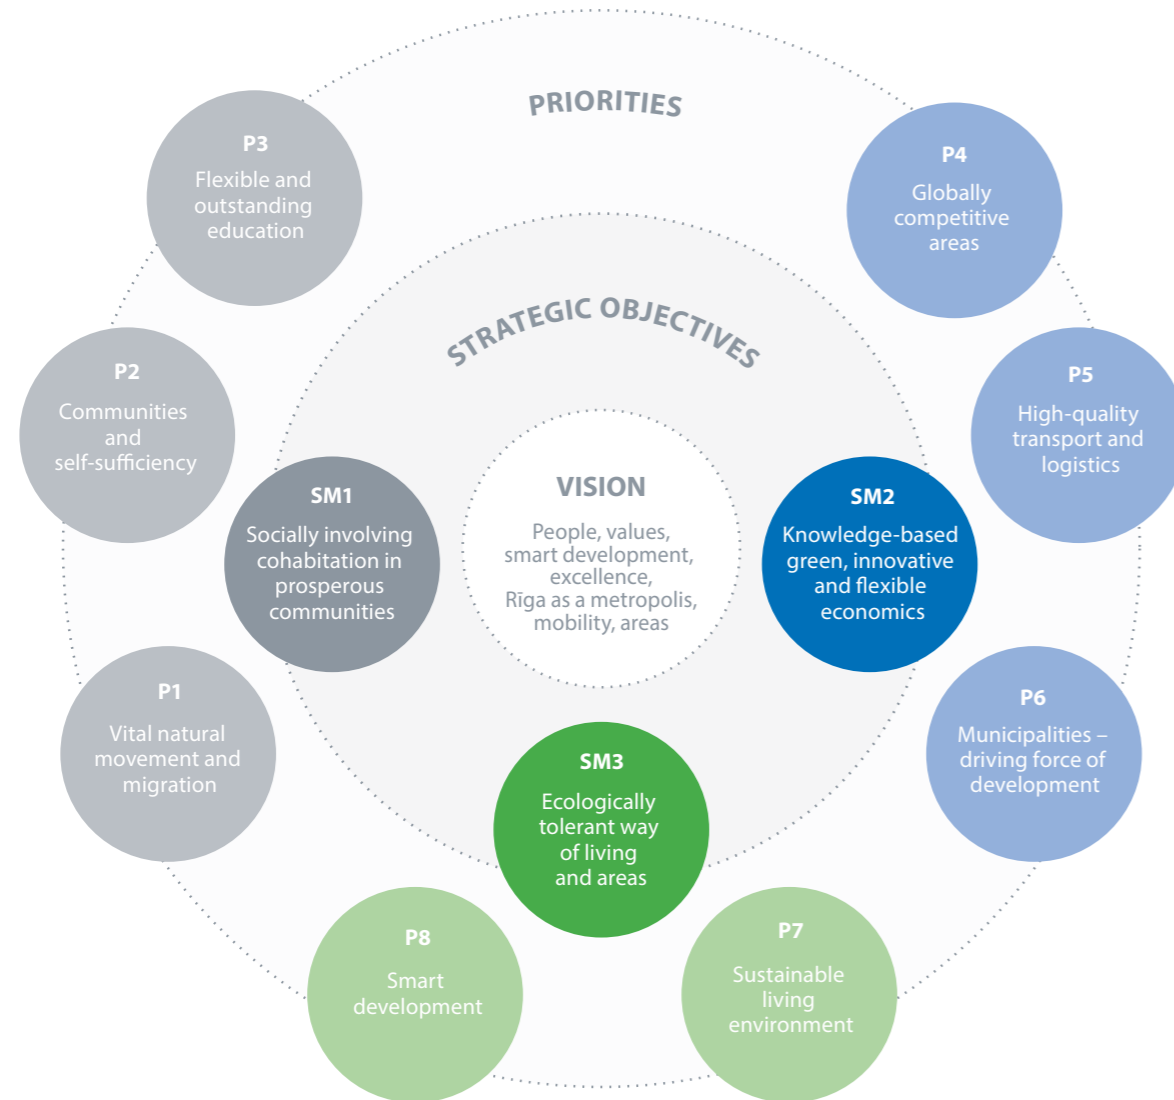 PRIORITIES
P3
Flexible and
outstanding
education
P4
Globally
competitive
areas
STRATEGIC OBJECTIVES
P2
Communities
and
self-sufficiency
P5
High-quality
transport and
logistics
SM1
Socially involving
cohabitation in
prosperous
communities
VISION
People, values,
smart development,
excellence,
Rīga as a metropolis,
mobility, areas
SM2
Knowledge-based
green, innovative
and flexible
economics
P1
Vital natural
movement and
migration
P6
Municipalities –
driving force of
development
SM3
Ecologically
tolerant way
of living
and areas
P8
Smart
development
P7
Sustainable
living
environment